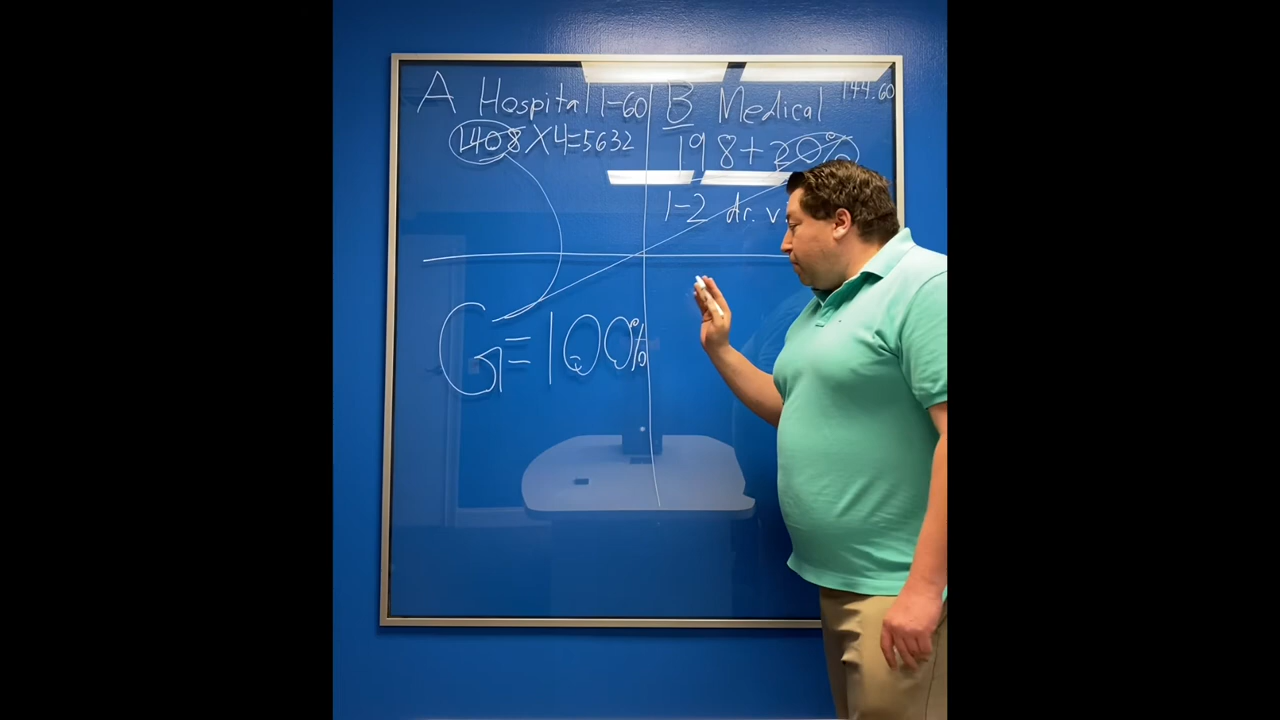 A Hospital 1-60
1408 X 4=5632
B Medical
144.60
198+20%
1-2 dr. v
G=100%